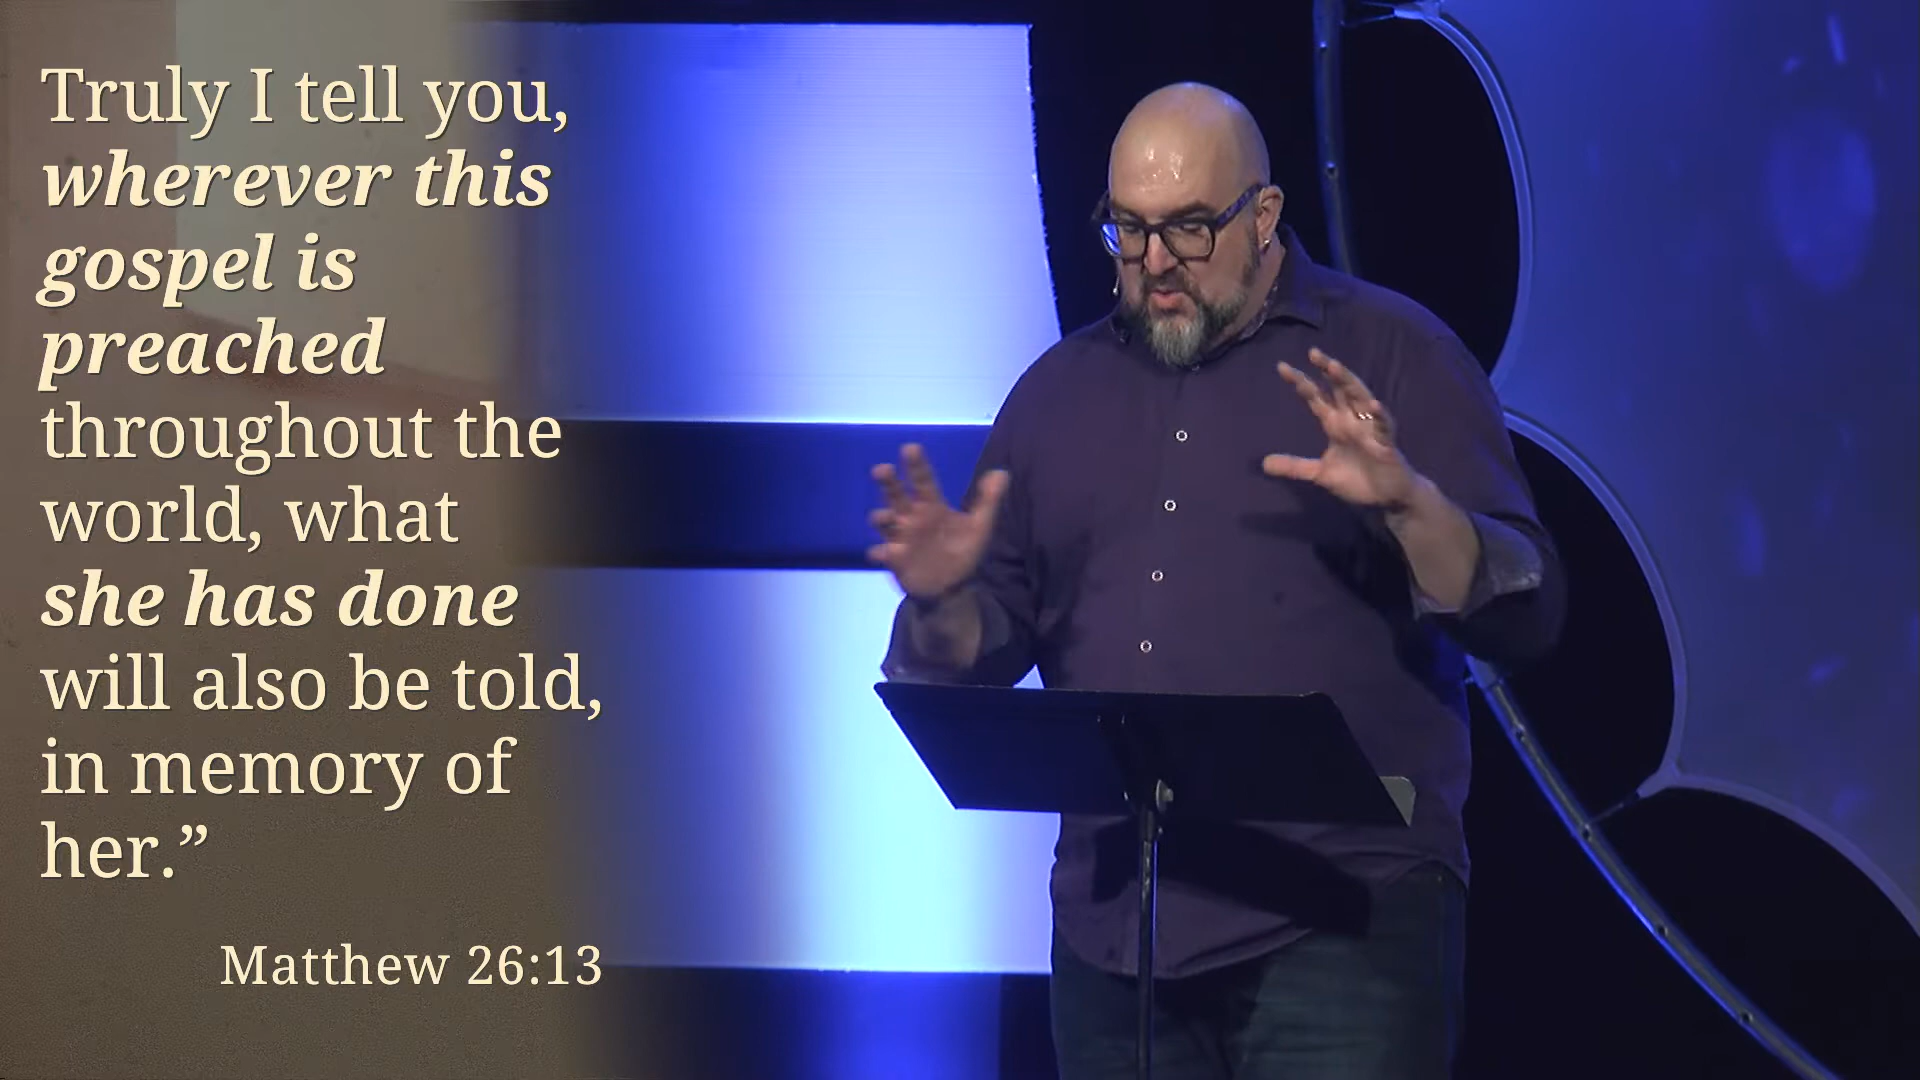 Truly I tell you,
wherever this
gospel is
preached
throughout the
world, what
she has done
will also be told,
in memory of
her.”
Matthew 26:13